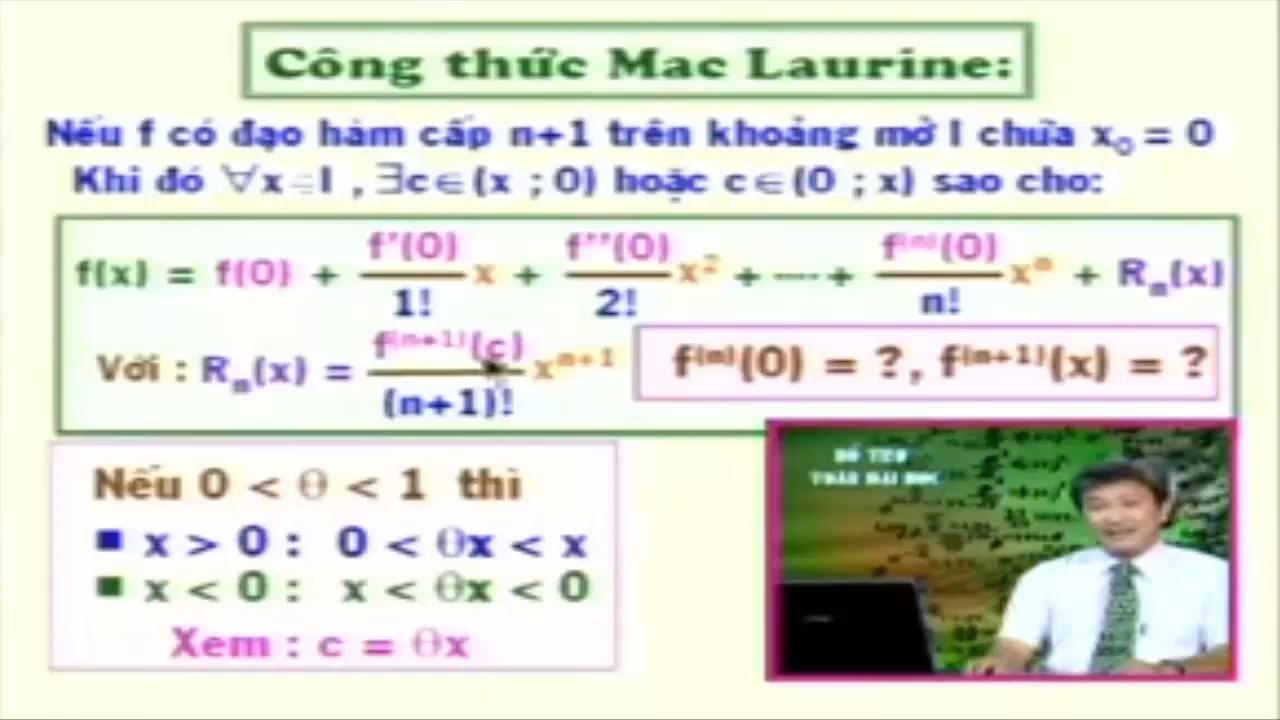 Công thức Mac Laurine:
Nếu f có đạo hàm cấp n+1 trên khoảng mở I chứa x₀ = 0
Khi đó ∀x ∈ I , ∃c∈(x ; 0) hoặc c∈(0 ; x) sao cho:
f(x) = f(0) + f'(0)/1! x + f''(0)/2! x² + ···· + f⁽ⁿ⁾(0)/n! xⁿ + Rₙ(x)
Với : Rₙ(x) = f⁽ⁿ⁺¹⁾(c)/(n+1)! xⁿ⁺¹
f⁽ⁿ⁾(0) = ?, f⁽ⁿ⁺¹⁾(x) = ?
Nếu 0 < θ < 1 thì
■ x > 0 : 0 < θx < x
■ x < 0 : x < θx < 0
Xem : c = θx